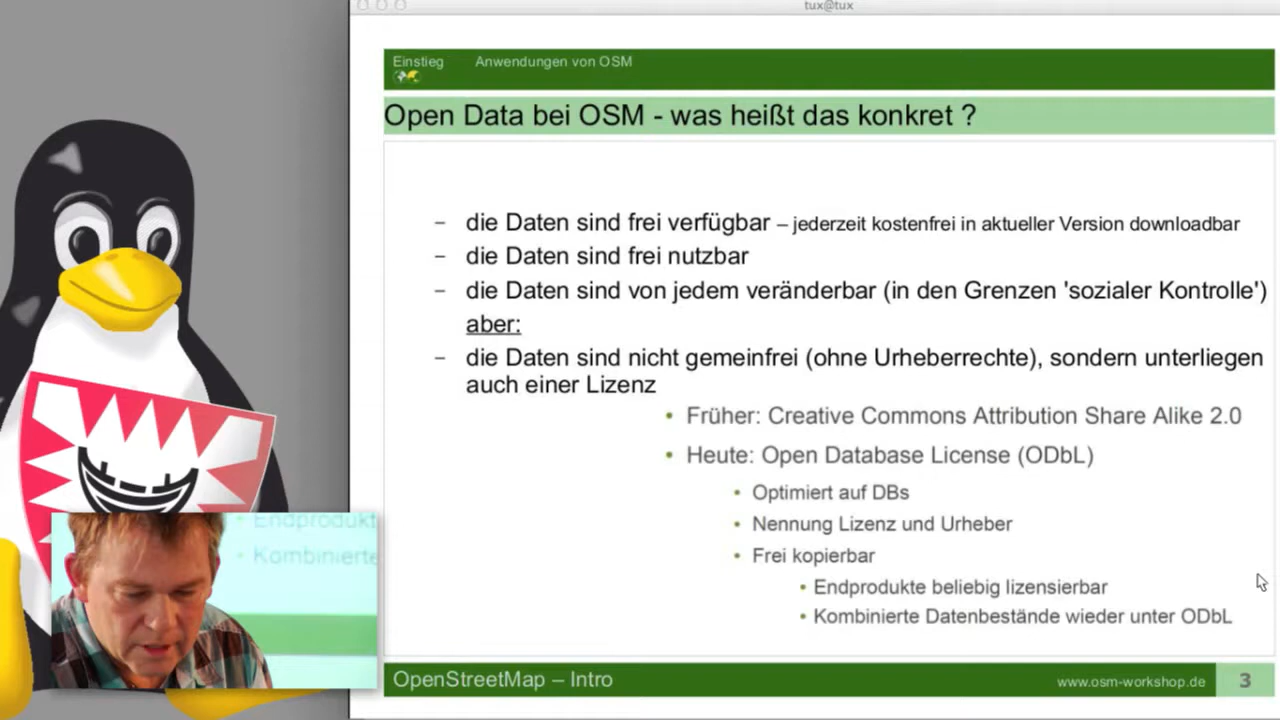 tux@tux
Einstieg Anwendungen von OSM
Open Data bei OSM - was heißt das konkret ?
– die Daten sind frei verfügbar – jederzeit kostenfrei in aktueller Version downloadbar
– die Daten sind frei nutzbar
– die Daten sind von jedem veränderbar (in den Grenzen 'sozialer Kontrolle')
aber:
– die Daten sind nicht gemeinfrei (ohne Urheberrechte), sondern unterliegen
auch einer Lizenz
• Früher: Creative Commons Attribution Share Alike 2.0
• Heute: Open Database License (ODbL)
• Optimiert auf DBs
• Nennung Lizenz und Urheber
• Frei kopierbar
• Endprodukte beliebig lizensierbar
• Kombinierte Datenbestände wieder unter ODbL
• Endprodukt
• Kombinierte
OpenStreetMap – Intro
www.osm-workshop.de 3